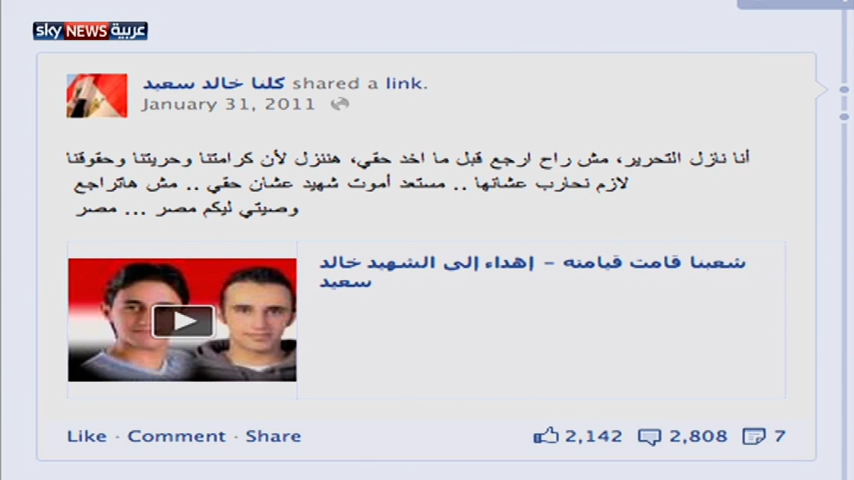 sky NEWS عربية
كلنا خالد سعيد shared a link.
January 31, 2011
أنا نازل التحرير، مش راح ارجع قبل ما اخد حقي، هننزل لأن كرامتنا وحريتنا وحقوقنا
لازم نحارب عشانها .. مستعد أموت شهيد عشان حقي .. مش هاتراجع
وصيتي ليكم مصر ... مصر
شعبنا قامت قيامته - إهداء إلى الشهيد خالد
سعيد
Like · Comment · Share 2,142 2,808 7